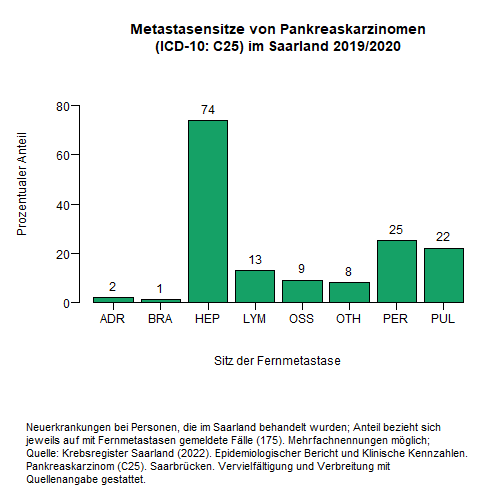 Metastasensitze von Pankreaskarzinomen
(ICD-10: C25) im Saarland 2019/2020
Prozentualer Anteil
80
60
40
20
0
2
1
74
13
9
8
25
22
ADR BRA HEP LYM OSS OTH PER PUL
Sitz der Fernmetastase
Neuerkrankungen bei Personen, die im Saarland behandelt wurden; Anteil bezieht sich
jeweils auf mit Fernmetastasen gemeldete Fälle (175). Mehrfachnennungen möglich;
Quelle: Krebsregister Saarland (2022). Epidemiologischer Bericht und Klinische Kennzahlen.
Pankreaskarzinom (C25). Saarbrücken. Vervielfältigung und Verbreitung mit
Quellenangabe gestattet.